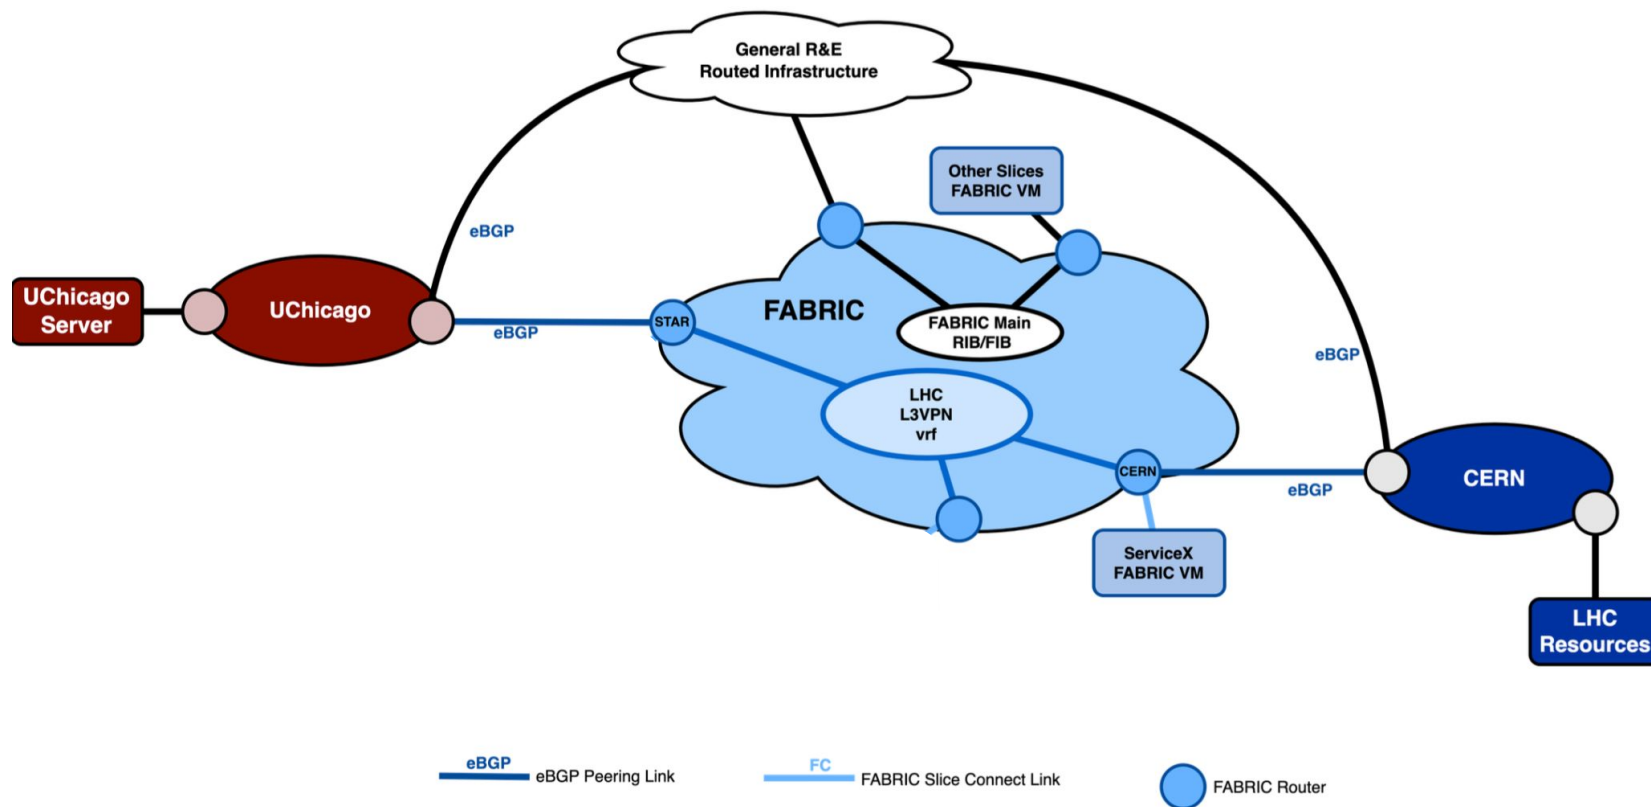 General R&E
Routed Infrastructure
Other Slices
FABRIC VM
eBGP
UChicago
Server
UChicago
eBGP
STAR
FABRIC
FABRIC Main
RIB/FIB
eBGP
LHC
L3VPN
vrf
CERN
eBGP
CERN
ServiceX
FABRIC VM
LHC
Resources
eBGP
eBGP Peering Link
FC
FABRIC Slice Connect Link
FABRIC Router